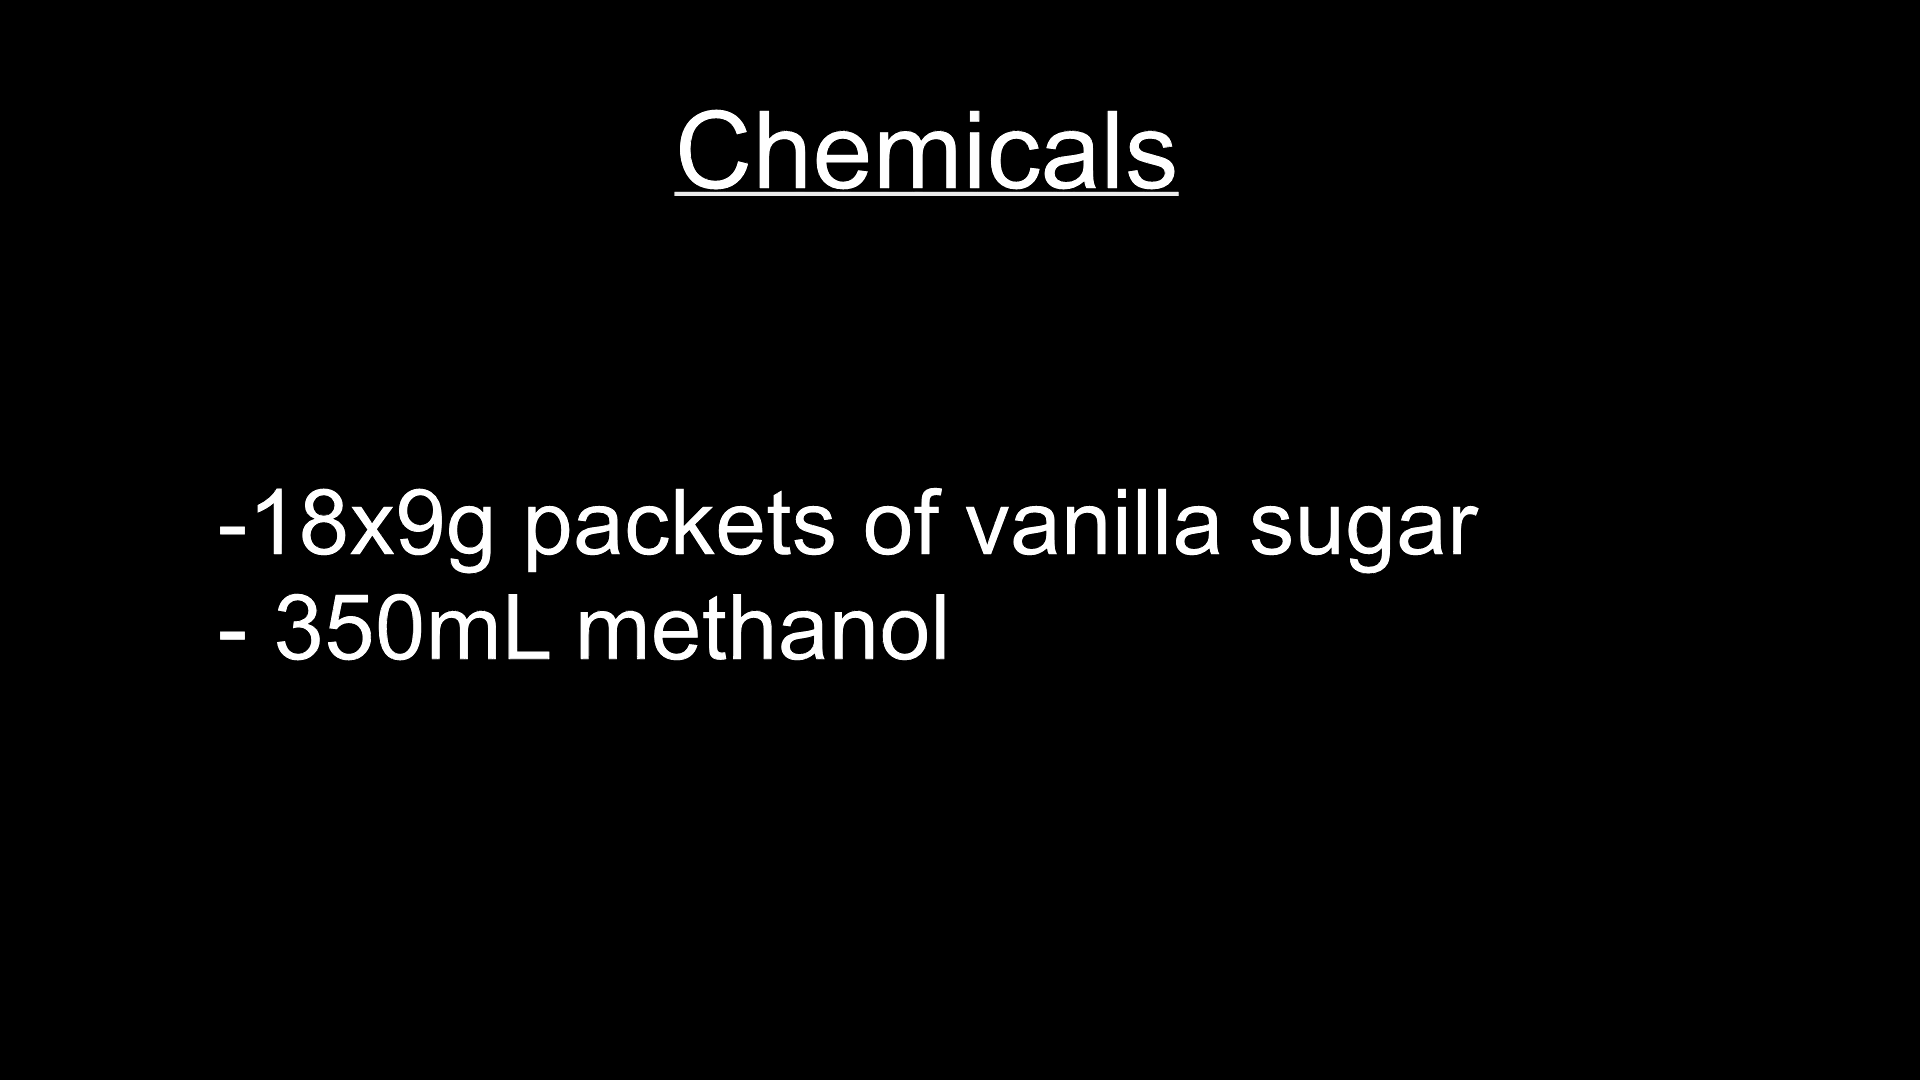 Chemicals
-18x9g packets of vanilla sugar
- 350mL methanol